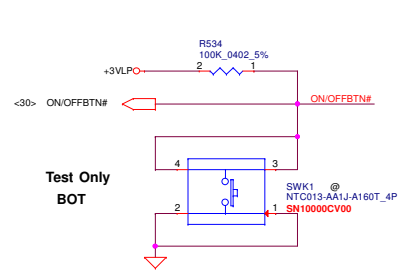 R534
100K_0402_5%
+3VLP
2
1
<30>
ON/OFFBTN#
ON/OFFBTN#
Test Only
BOT
4
3
2
1
SWK1 @
NTC013-AA1J-A160T_4P
SN10000CV00